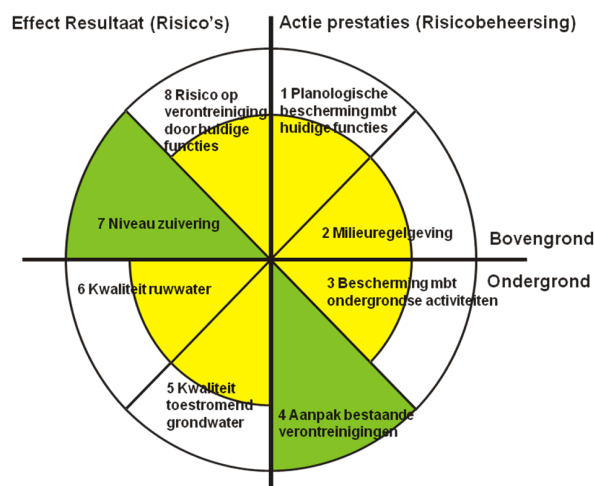 Effect Resultaat (Risico's)
Actie prestaties (Risicobeheersing)
8 Risico op
verontreiniging
door huidige
functies
1 Planologische
bescherming mbt
huidige functies
7 Niveau zuivering
2 Milieuregelgeving
Bovengrond
Ondergrond
6 Kwaliteit ruwwater
3 Bescherming mbt
ondergrondse activiteiten
5 Kwaliteit
toestromend
grondwater
4 Aanpak bestaande
verontreinigingen